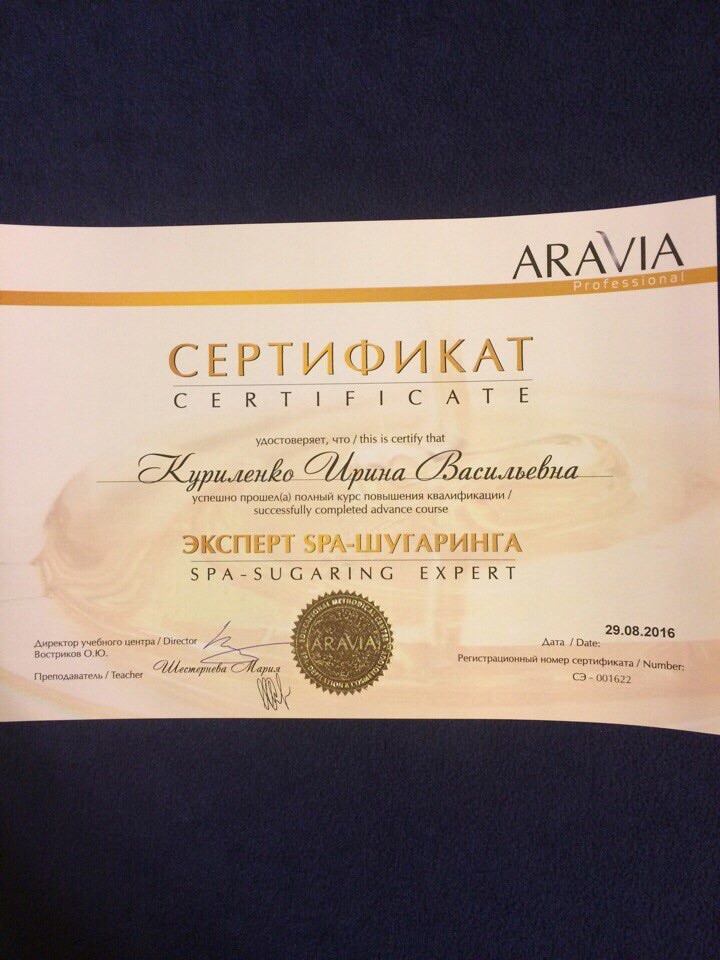 ARAVIA
Professional
СЕРТИФИКАТ
CERTIFICATE
удостоверяет, что / this is certify that
Куриленко Ирина Васильевна
успешно прошел(а) полный курс повышения квалификации /
successfully completed advance course
ЭКСПЕРТ SPA-ШУГАРИНГА
SPA-SUGARING EXPERT
Директор учебного центра / Director
Востриков О.Ю.
Преподаватель / Teacher
Шестернева Мария
ARAVIA
29.08.2016
Дата / Date:
Регистрационный номер сертификата / Number:
СЭ - 001622